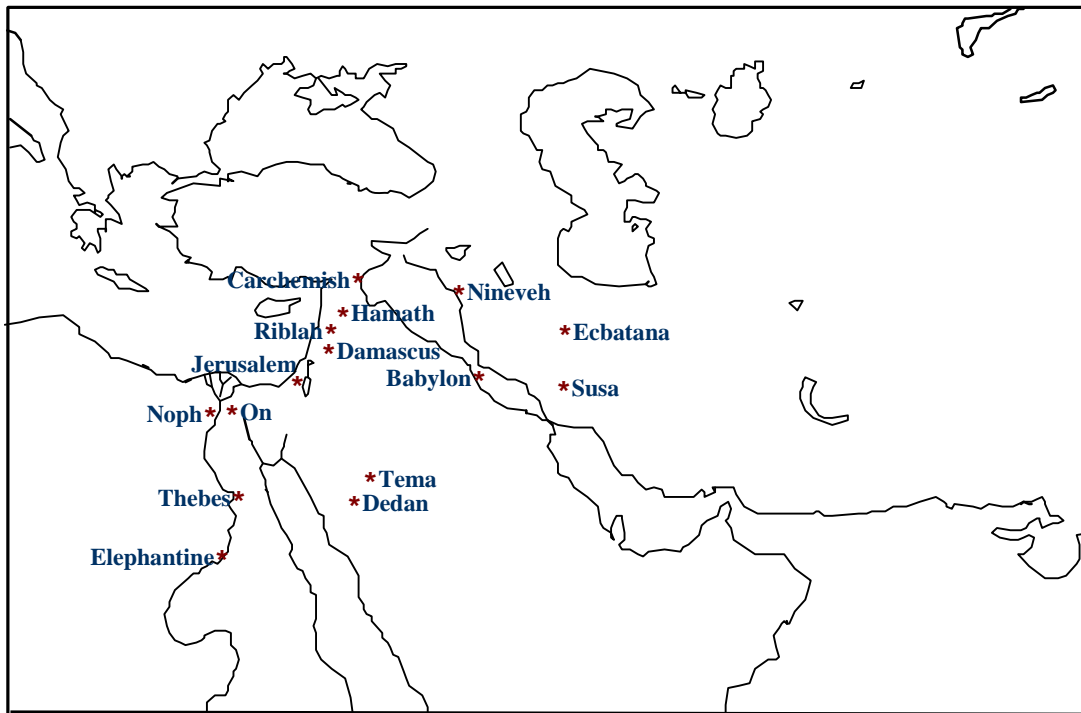 Carchemish*
*Nineveh
*Hamath
Riblah*
*Ecbatana
*Damascus
Jerusalem
*
Babylon*
*Susa
Noph*
*On
*Tema
Thebes*
*Dedan
Elephantine*